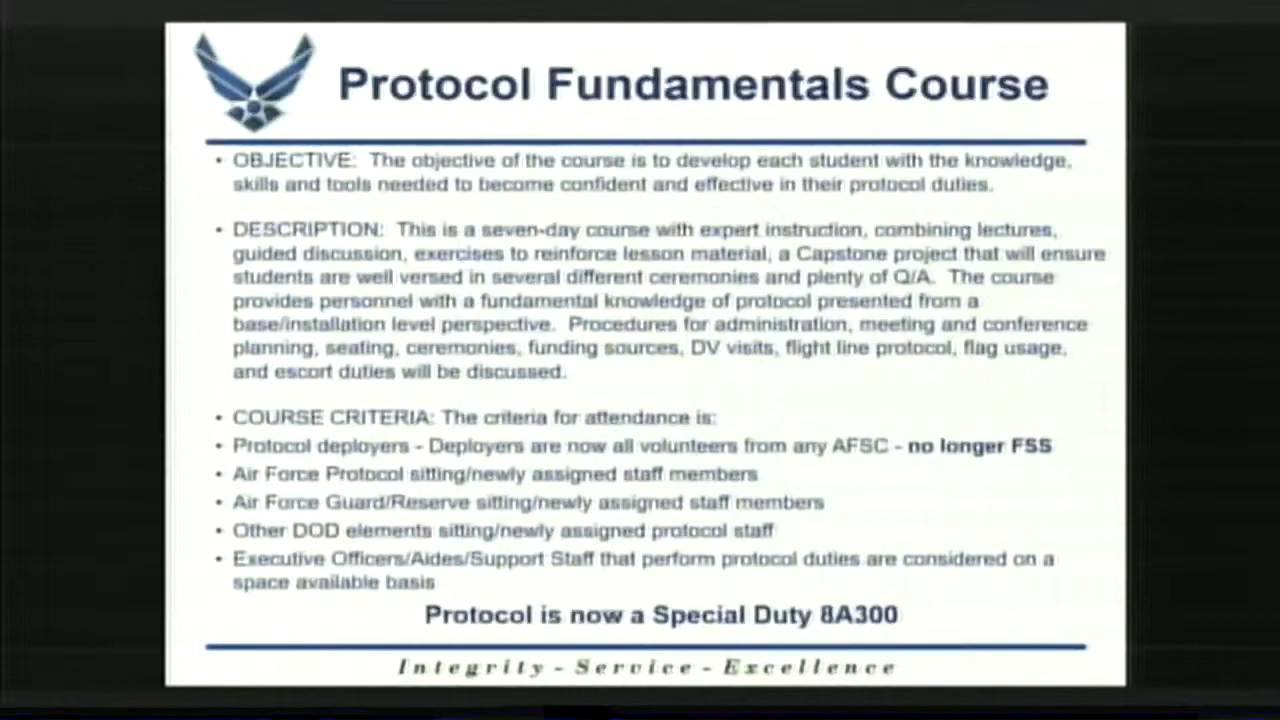 Protocol Fundamentals Course
• OBJECTIVE: The objective of the course is to develop each student with the knowledge,
skills and tools needed to become confident and effective in their protocol duties.
• DESCRIPTION: This is a seven-day course with expert instruction, combining lectures,
guided discussion, exercises to reinforce lesson material, a Capstone project that will ensure
students are well versed in several different ceremonies and plenty of Q/A. The course
provides personnel with a fundamental knowledge of protocol presented from a
base/installation level perspective. Procedures for administration, meeting and conference
planning, seating, ceremonies, funding sources, DV visits, flight line protocol, flag usage,
and escort duties will be discussed.
• COURSE CRITERIA: The criteria for attendance is:
• Protocol deployers - Deployers are now all volunteers from any AFSC - no longer FSS
• Air Force Protocol sitting/newly assigned staff members
• Air Force Guard/Reserve sitting/newly assigned staff members
• Other DOD elements sitting/newly assigned protocol staff
• Executive Officers/Aides/Support Staff that perform protocol duties are considered on a
space available basis
Protocol is now a Special Duty 8A300
Integrity - Service - Excellence